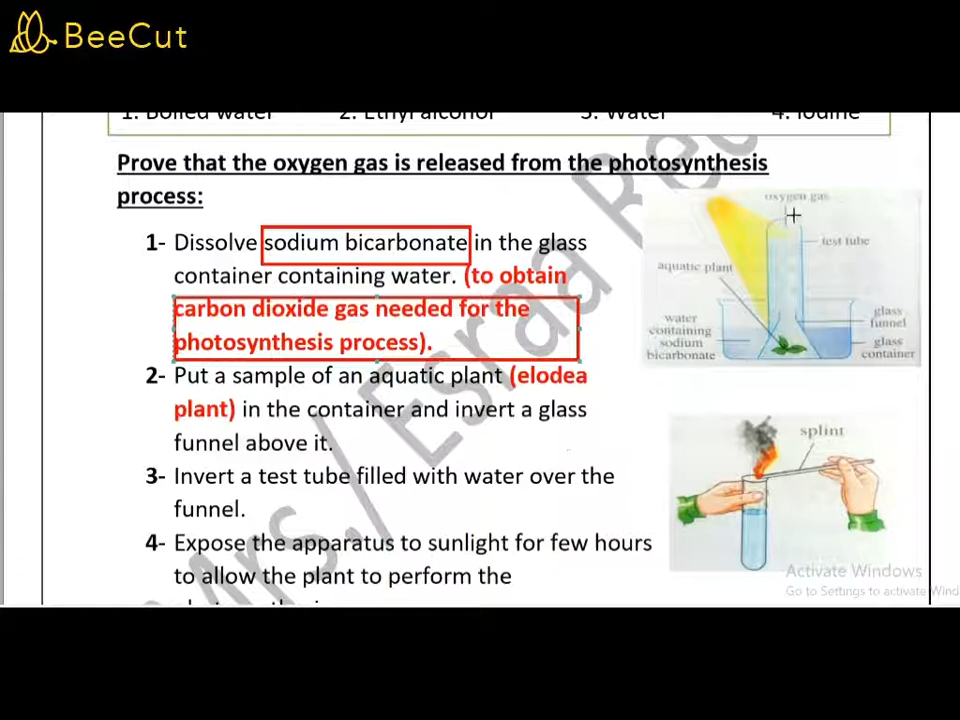 BeeCut
1. Boiled water 2. Ethyl alcohol 3. Water 4. Iodine
Prove that the oxygen gas is released from the photosynthesis
process:
1- Dissolve sodium bicarbonate in the glass
container containing water. (to obtain
carbon dioxide gas needed for the
photosynthesis process).
2- Put a sample of an aquatic plant (elodea
plant) in the container and invert a glass
funnel above it.
3- Invert a test tube filled with water over the
funnel.
4- Expose the apparatus to sunlight for few hours
to allow the plant to perform the
oxygen gas
test tube
aquatic plant
glass
funnel
water
containing
sodium
bicarbonate
glass
container
splint
Mrs./ Esraa
Activate Windows
Go to Settings to activate Wind